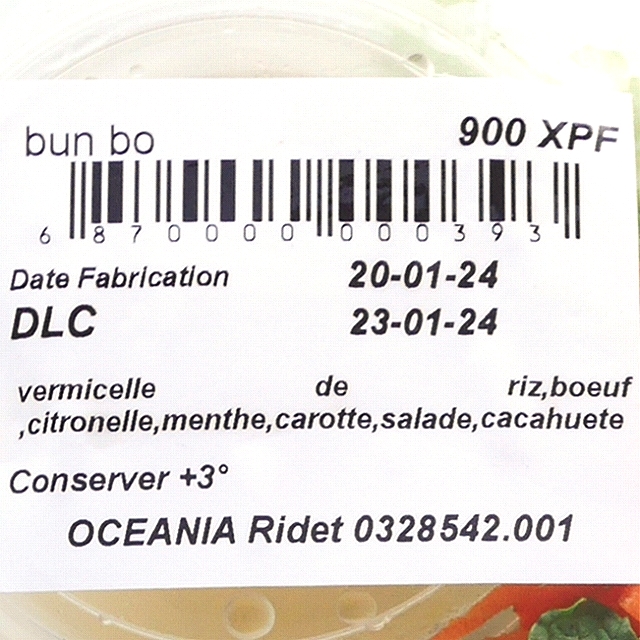 bun bo
900 XPF
6 870000 000393
Date Fabrication 20-01-24
DLC 23-01-24
vermicelle de riz,boeuf
,citronelle,menthe,carotte,salade,cacahuete
Conserver +3°
OCEANIA Ridet 0328542.001